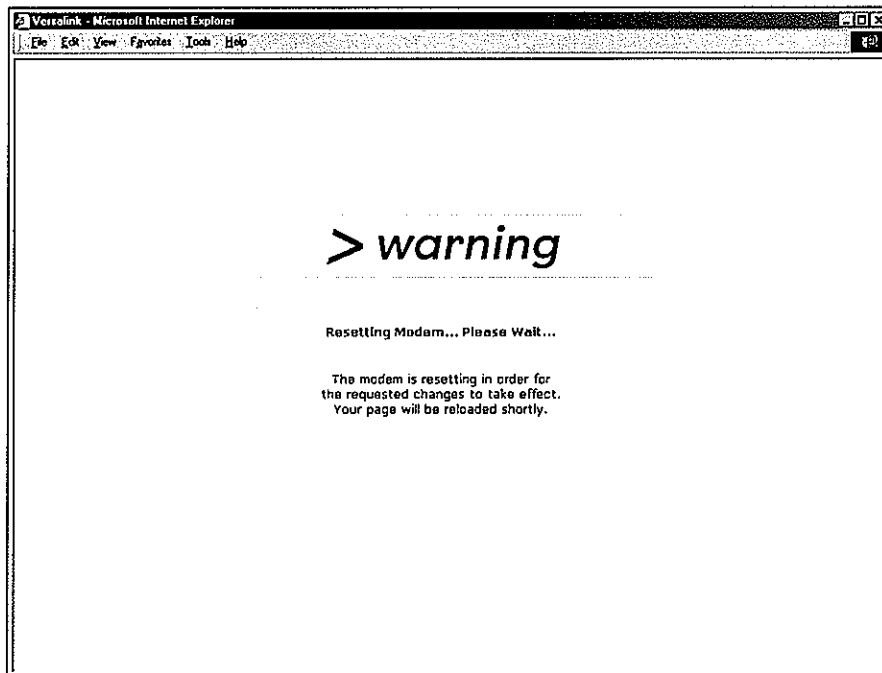 Versalink - Microsoft Internet Explorer
File Edit View Favorites Tools Help
> warning
Resetting Modem... Please Wait...
The modem is resetting in order for
the requested changes to take effect.
Your page will be reloaded shortly.